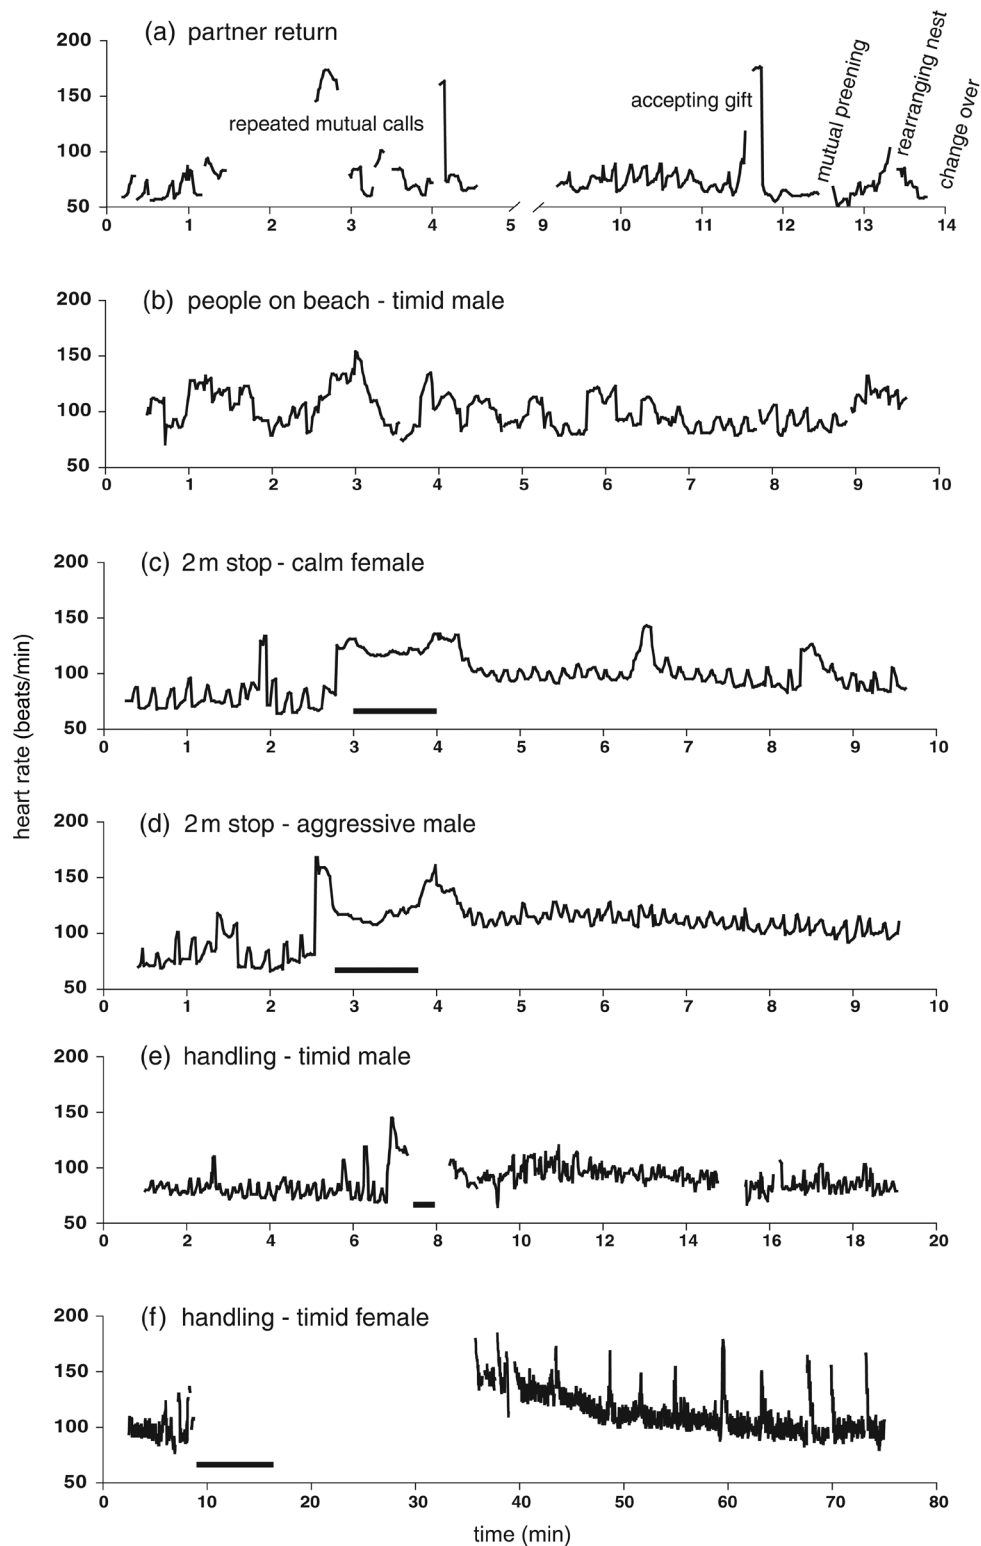 (a) partner return
200
150
100
50
repeated mutual calls
accepting gift
mutual preening
rearranging nest
change over
0 1 2 3 4 5 9 10 11 12 13 14
(b) people on beach - timid male
200
150
100
50
0 1 2 3 4 5 6 7 8 9 10
(c) 2m stop - calm female
200
150
100
50
0 1 2 3 4 5 6 7 8 9 10
heart rate (beats/min)
(d) 2m stop - aggressive male
200
150
100
50
0 1 2 3 4 5 6 7 8 9 10
(e) handling - timid male
200
150
100
50
0 2 4 6 8 10 12 14 16 18 20
(f) handling - timid female
200
150
100
50
0 10 20 30 40 50 60 70 80
time (min)